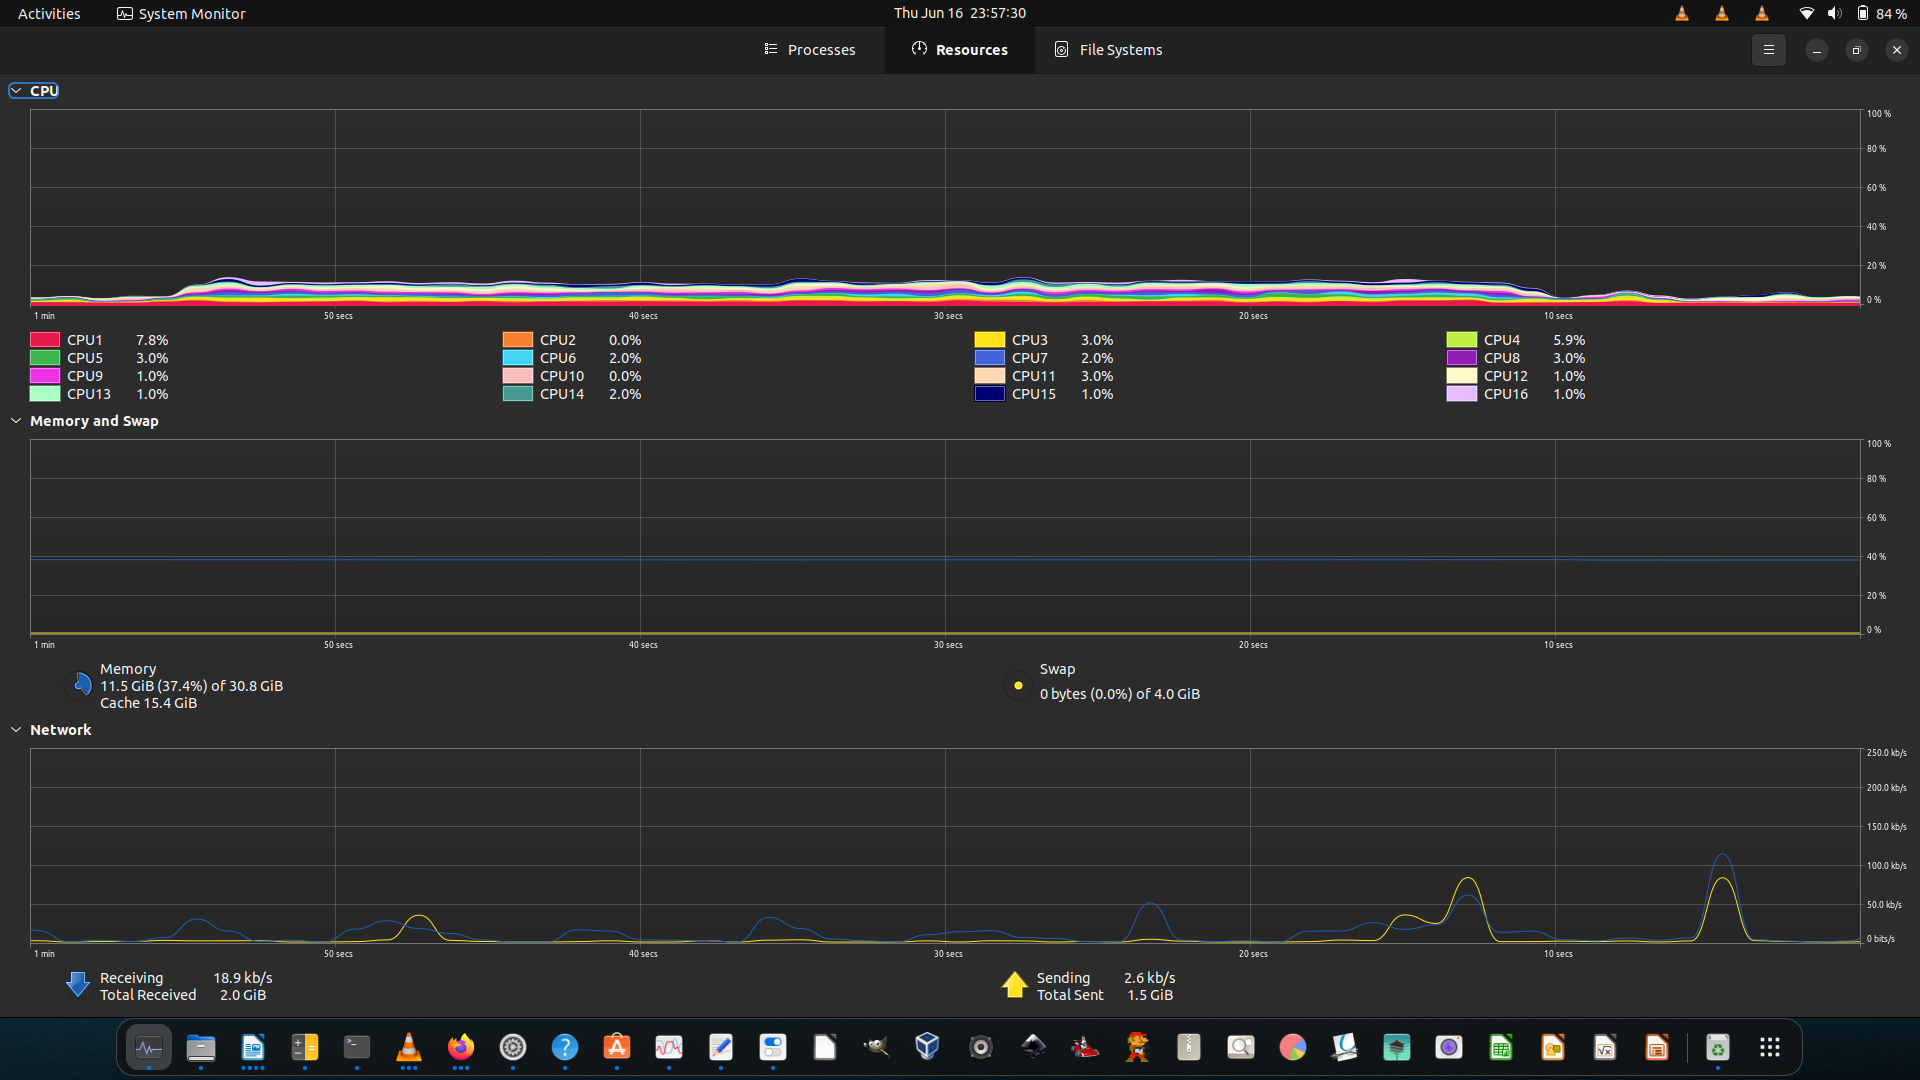 Activities System Monitor Thu Jun 16 23:57:30 84 %
Processes Resources File Systems
CPU
100 %
80 %
60 %
40 %
20 %
0 %
1 min 50 secs 40 secs 30 secs 20 secs 10 secs
CPU1 7.8% CPU2 0.0% CPU3 3.0% CPU4 5.9%
CPU5 3.0% CPU6 2.0% CPU7 2.0% CPU8 3.0%
CPU9 1.0% CPU10 0.0% CPU11 3.0% CPU12 1.0%
CPU13 1.0% CPU14 2.0% CPU15 1.0% CPU16 1.0%
Memory and Swap
100 %
80 %
60 %
40 %
20 %
0 %
1 min 50 secs 40 secs 30 secs 20 secs 10 secs
Memory Swap
11.5 GiB (37.4%) of 30.8 GiB 0 bytes (0.0%) of 4.0 GiB
Cache 15.4 GiB
Network
250.0 kb/s
200.0 kb/s
150.0 kb/s
100.0 kb/s
50.0 kb/s
0 bits/s
1 min 50 secs 40 secs 30 secs 20 secs 10 secs
Receiving 18.9 kb/s Sending 2.6 kb/s
Total Received 2.0 GiB Total Sent 1.5 GiB